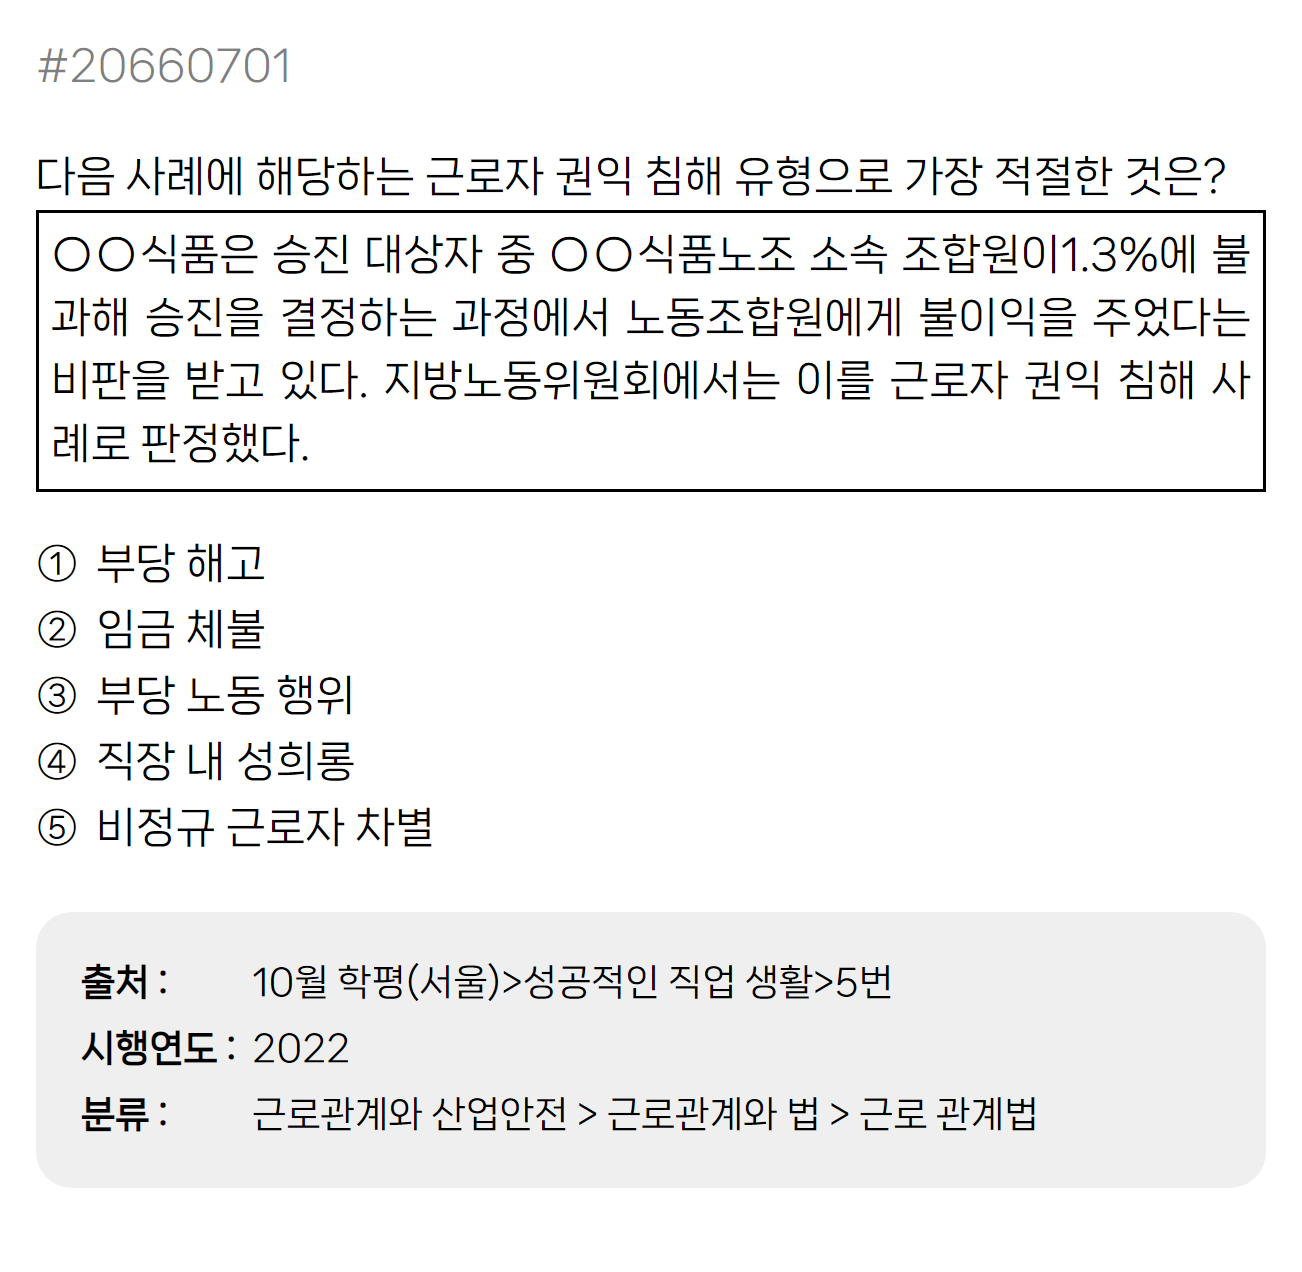 #20660701
다음 사례에 해당하는 근로자 권익 침해 유형으로 가장 적절한 것은?
○○식품은 승진 대상자 중 ○○식품노조 소속 조합원이1.3%에 불
과해 승진을 결정하는 과정에서 노동조합원에게 불이익을 주었다는
비판을 받고 있다. 지방노동위원회에서는 이를 근로자 권익 침해 사
례로 판정했다.
① 부당 해고
② 임금 체불
③ 부당 노동 행위
④ 직장 내 성희롱
⑤ 비정규 근로자 차별
출처 : 10월 학평(서울)>성공적인 직업 생활>5번
시행연도 : 2022
분류 : 근로관계와 산업안전 > 근로관계와 법 > 근로 관계법